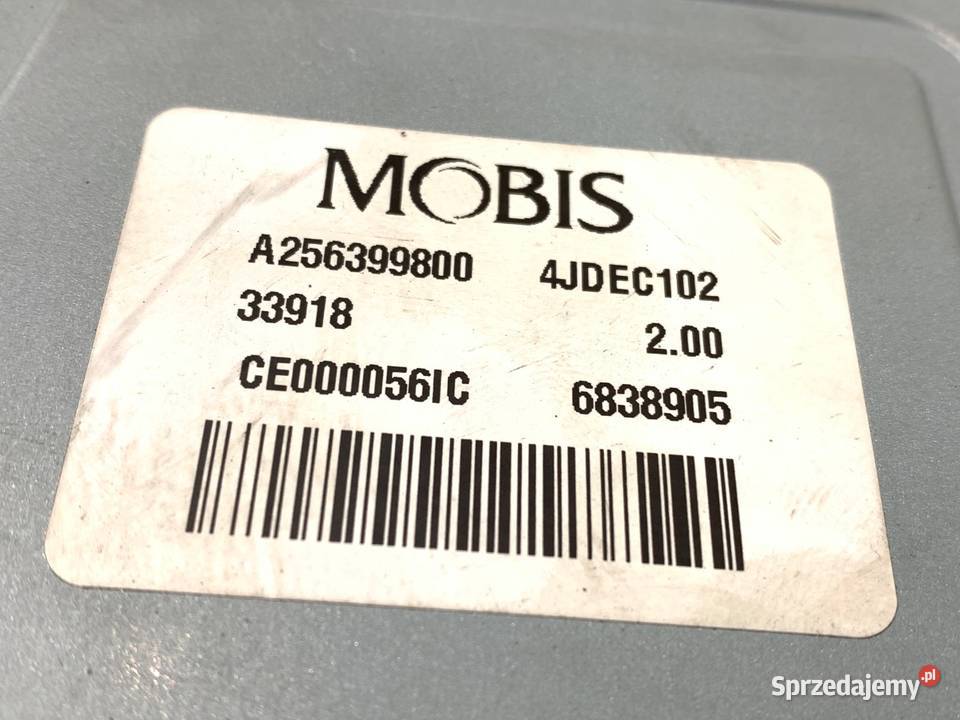 MOBIS
A256399800 4JDEC102
33918 2.00
CE000056IC 6838905
Sprzedajemy.pl